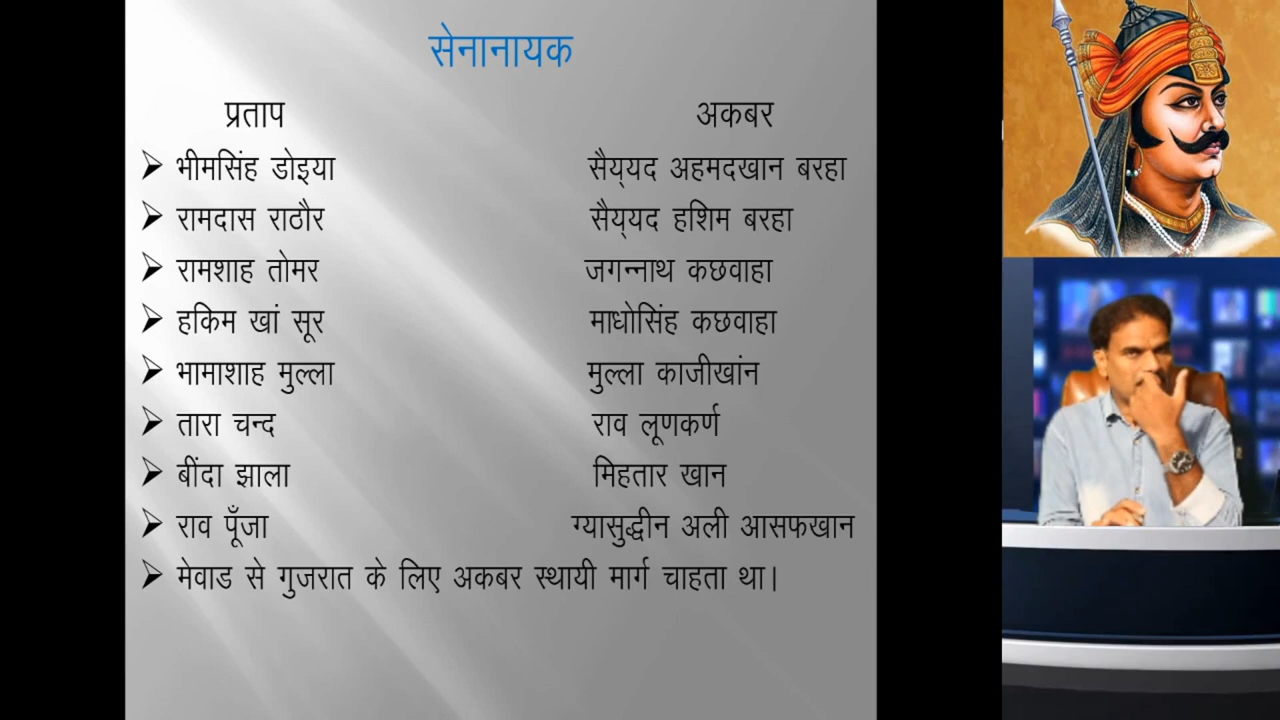 सेनानायक
प्रताप अकबर
भीमसिंह डोइया सैय्यद अहमदखान बरहा
रामदास राठौर सैय्यद हशिम बरहा
रामशाह तोमर जगन्नाथ कछवाहा
हकिम खां सूर माधोसिंह कछवाहा
भामाशाह मुल्ला मुल्ला काजीखांन
तारा चन्द राव लूणकर्ण
बींदा झाला मिहतार खान
राव पूँजा ग्यासुद्धीन अली आसफखान
मेवाड से गुजरात के लिए अकबर स्थायी मार्ग चाहता था।